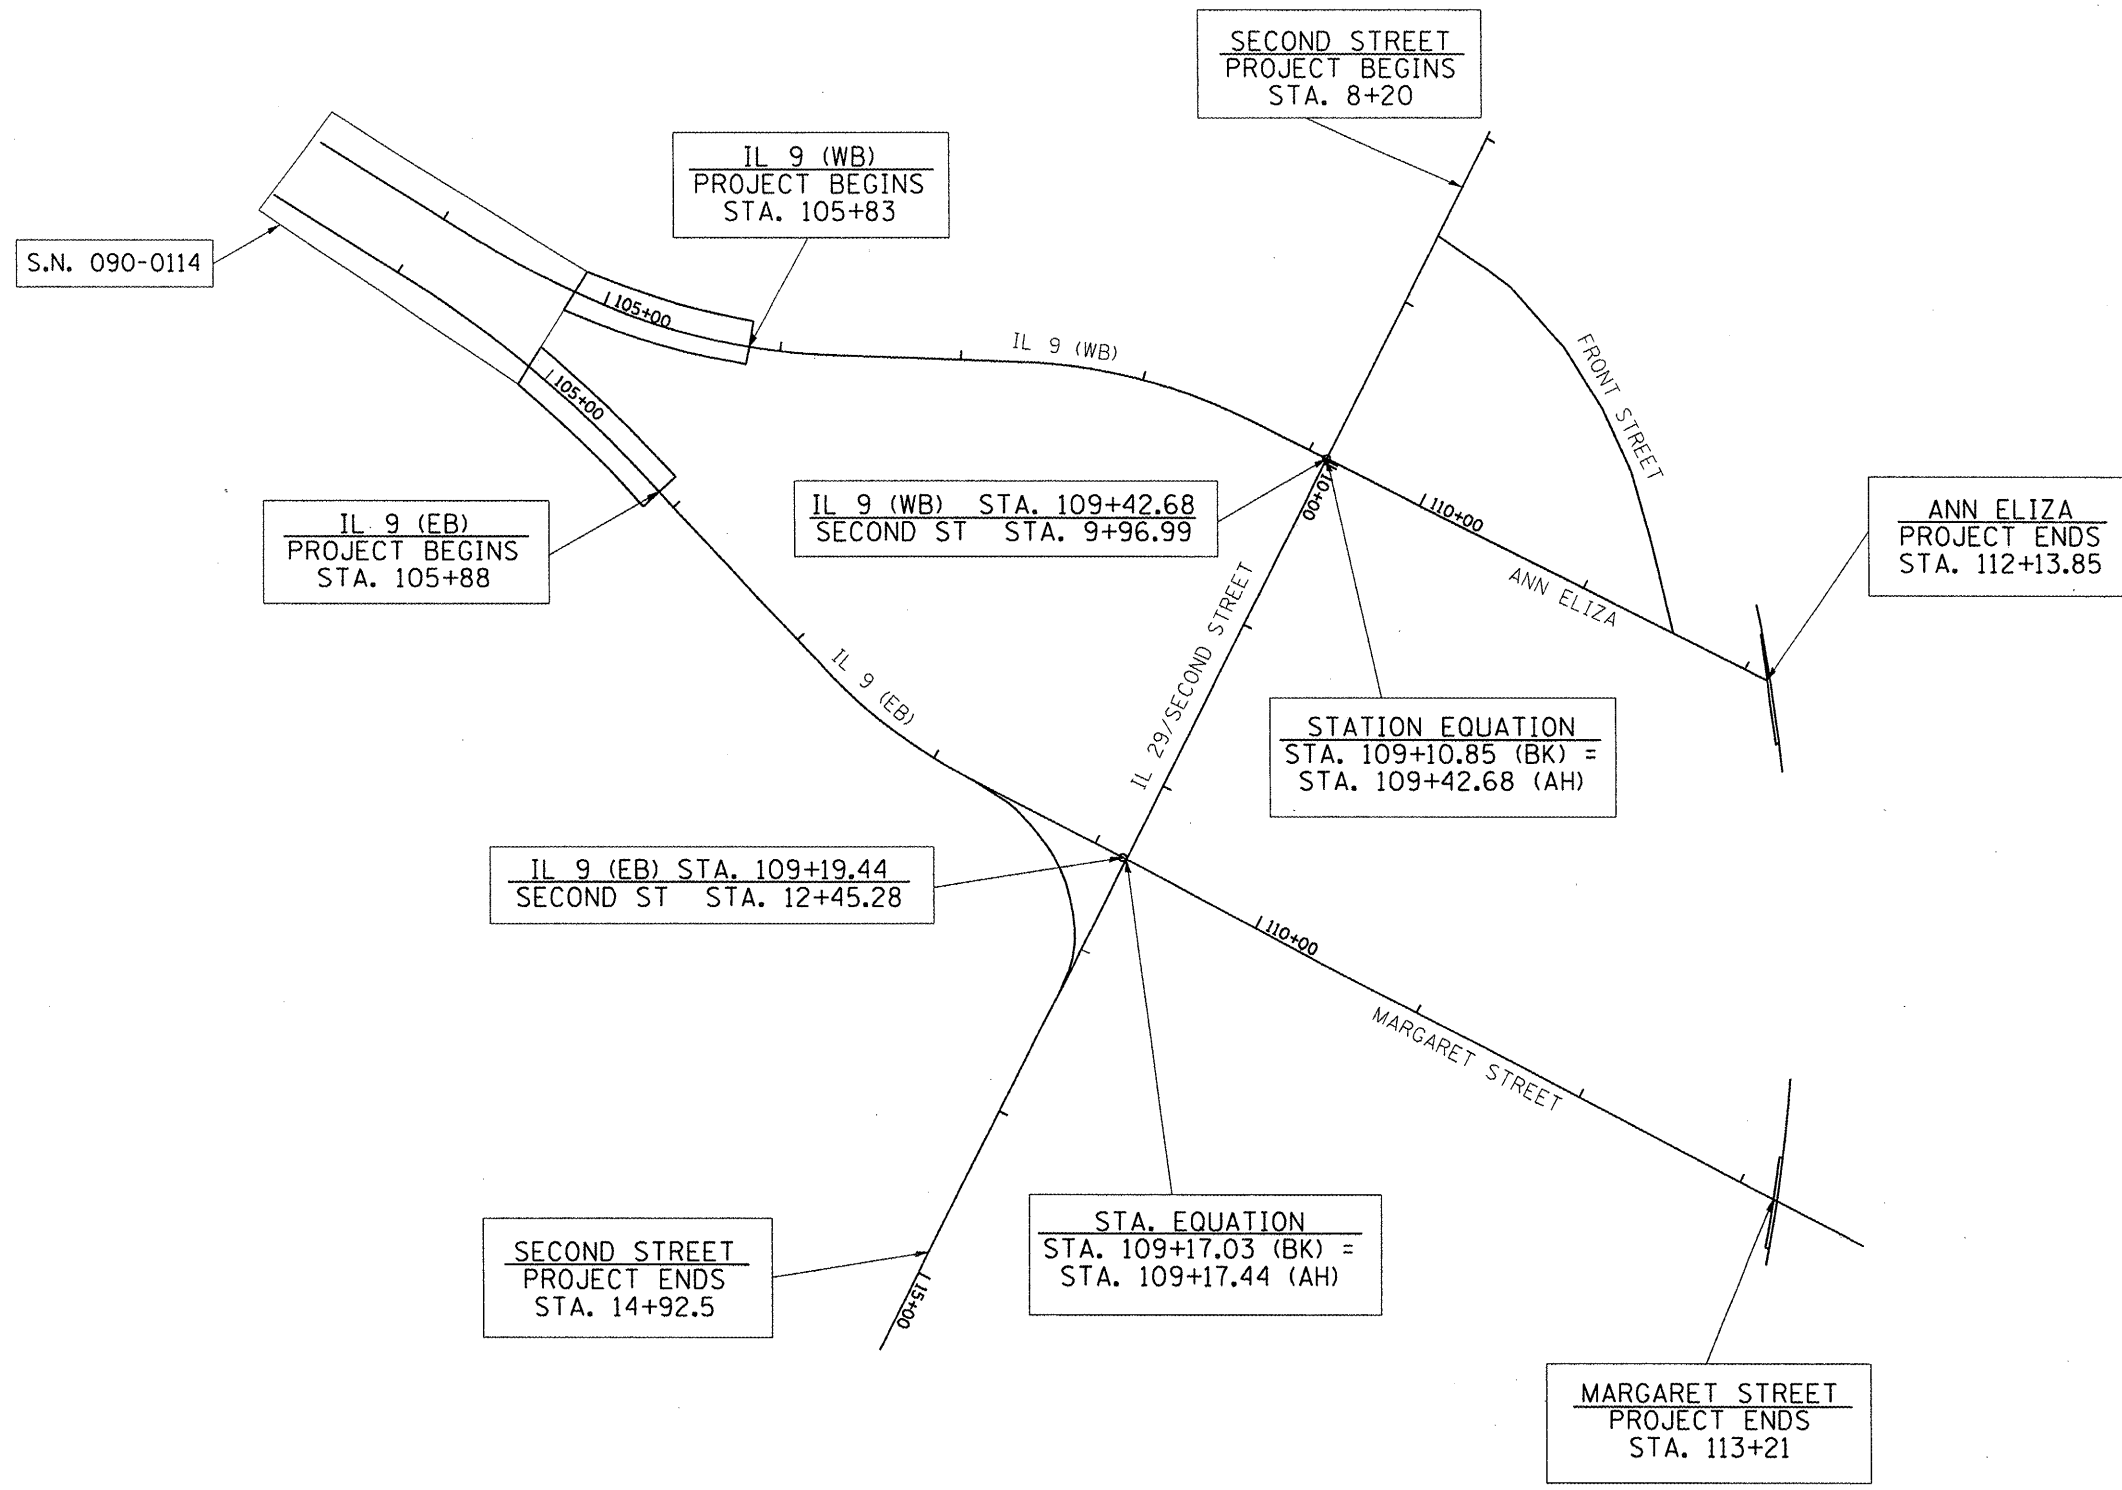 SECOND STREET
PROJECT BEGINS
STA. 8+20
IL 9 (WB)
PROJECT BEGINS
STA. 105+83
S.N. 090-0114
105+00
IL 9 (WB)
FRONT STREET
105+00
IL 9 (EB)
PROJECT BEGINS
STA. 105+88
IL 9 (WB) STA. 109+42.68
SECOND ST STA. 9+96.99
10+00
110+00
ANN ELIZA
PROJECT ENDS
STA. 112+13.85
ANN ELIZA
IL 9 (EB)
IL 29/SECOND STREET
STATION EQUATION
STA. 109+10.85 (BK) =
STA. 109+42.68 (AH)
IL 9 (EB) STA. 109+19.44
SECOND ST STA. 12+45.28
110+00
MARGARET STREET
SECOND STREET
PROJECT ENDS
STA. 14+92.5
15+00
STA. EQUATION
STA. 109+17.03 (BK) =
STA. 109+17.44 (AH)
MARGARET STREET
PROJECT ENDS
STA. 113+21